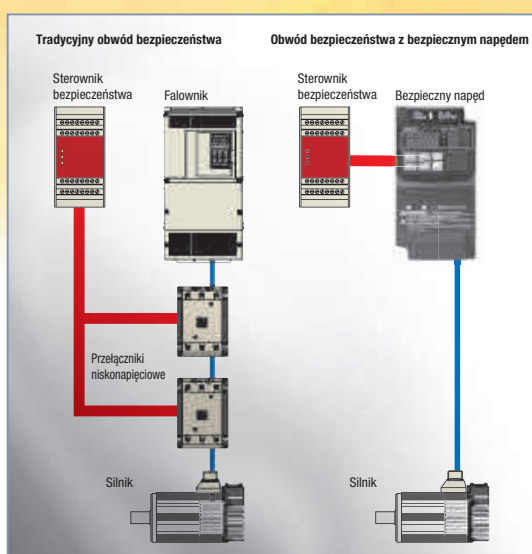 Tradycyjny obwód bezpieczeństwa
Sterownik
bezpieczeństwa
Falownik
Przełączniki
niskonapięciowe
Silnik
Obwód bezpieczeństwa z bezpiecznym napędem
Sterownik
bezpieczeństwa
Bezpieczny napęd
Silnik